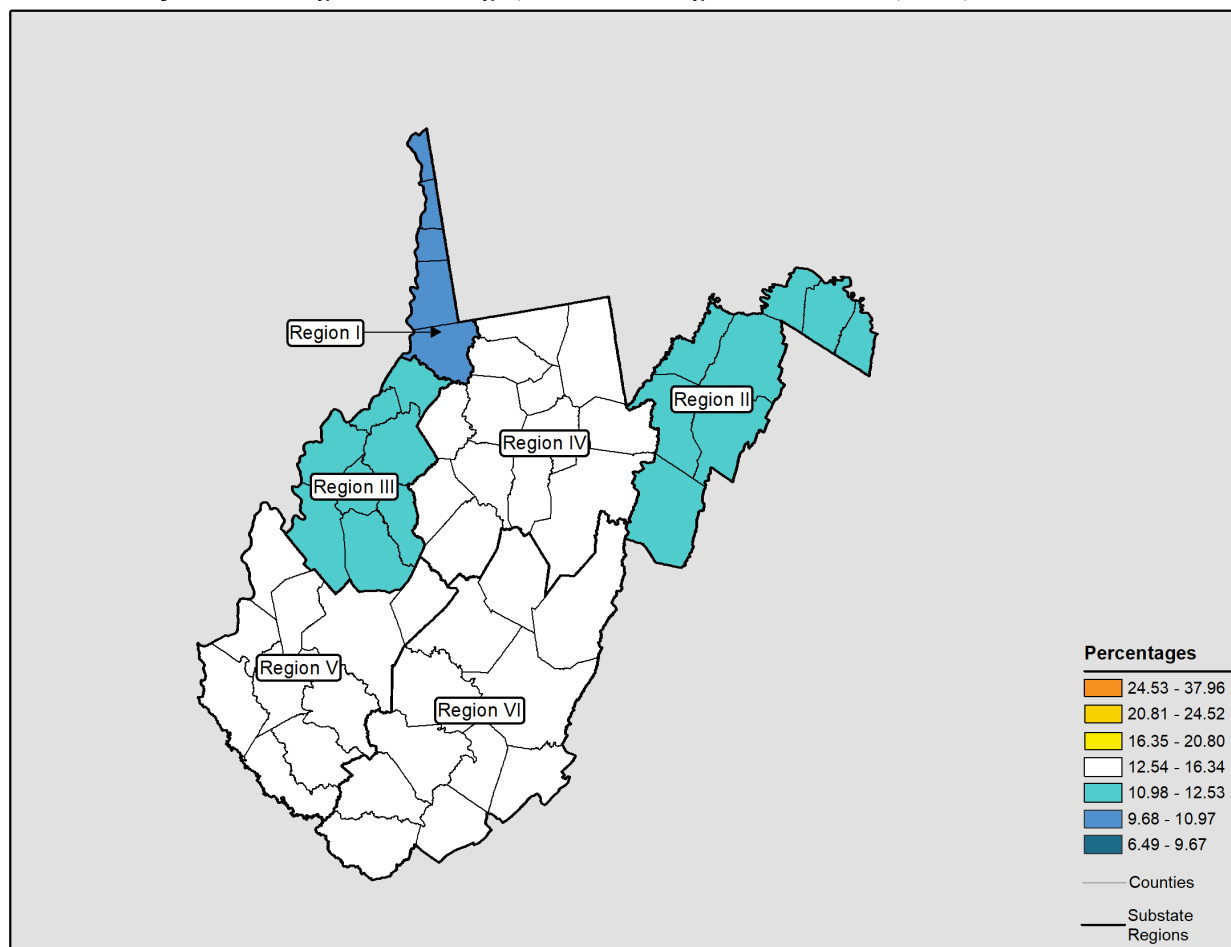 Region I
Region II
Region IV
Region III
Region V
Region VI
Percentages
24.53 - 37.96
20.81 - 24.52
16.35 - 20.80
12.54 - 16.34
10.98 - 12.53
9.68 - 10.97
6.49 - 9.67
Counties
Substate
Regions